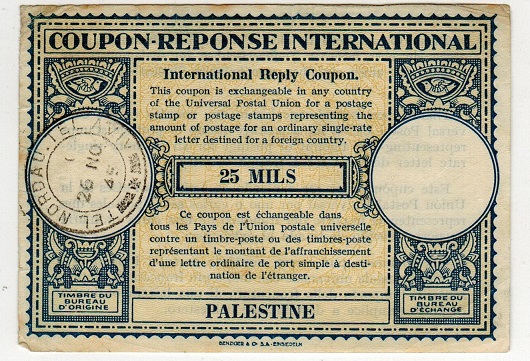 COUPON-REPONSE INTERNATIONAL
International Reply Coupon.
This coupon is exchangeable in any country
of the Universal Postal Union for a postage
stamp or postage stamps representing the
amount of postage for an ordinary single-rate
letter destined for a foreign country.
25 MILS
Ce coupon est échangeable dans
tous les Pays de l'Union postale universelle
contre un timbre-poste ou des timbres-poste
représentant le montant de l'affranchissement
d'une lettre ordinaire de port simple à desti-
nation de l'étranger.
TEL NORDAU. TEL AVIV
26 NO
45
TIMBRE DU
BUREAU
D'ORIGINE
PALESTINE
TIMBRE DU
BUREAU
D'ÉCHANGE
BENZIGER & Co S.A. - EINSIEDELN